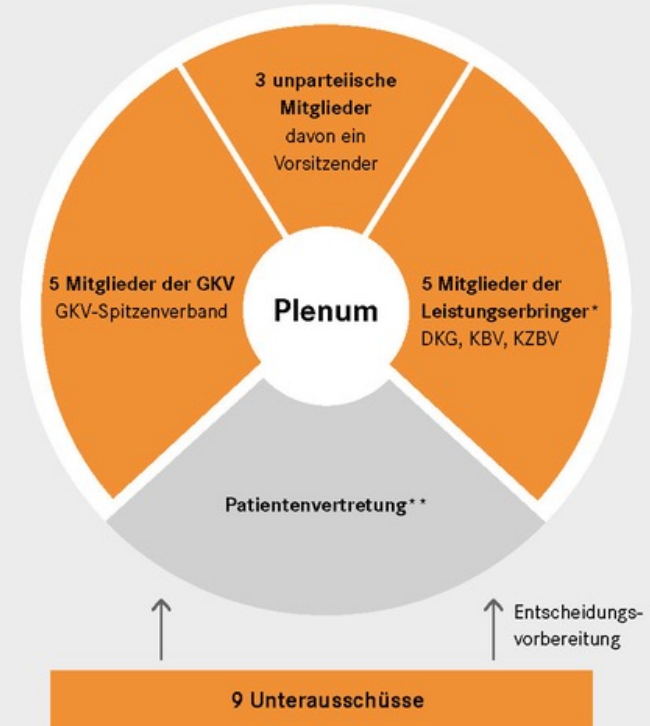 3 unparteiische
Mitglieder
davon ein
Vorsitzender
5 Mitglieder der GKV
GKV-Spitzenverband
Plenum
5 Mitglieder der
Leistungserbringer*
DKG, KBV, KZBV
Patientenvertretung**
Entscheidungs-
vorbereitung
9 Unterausschüsse